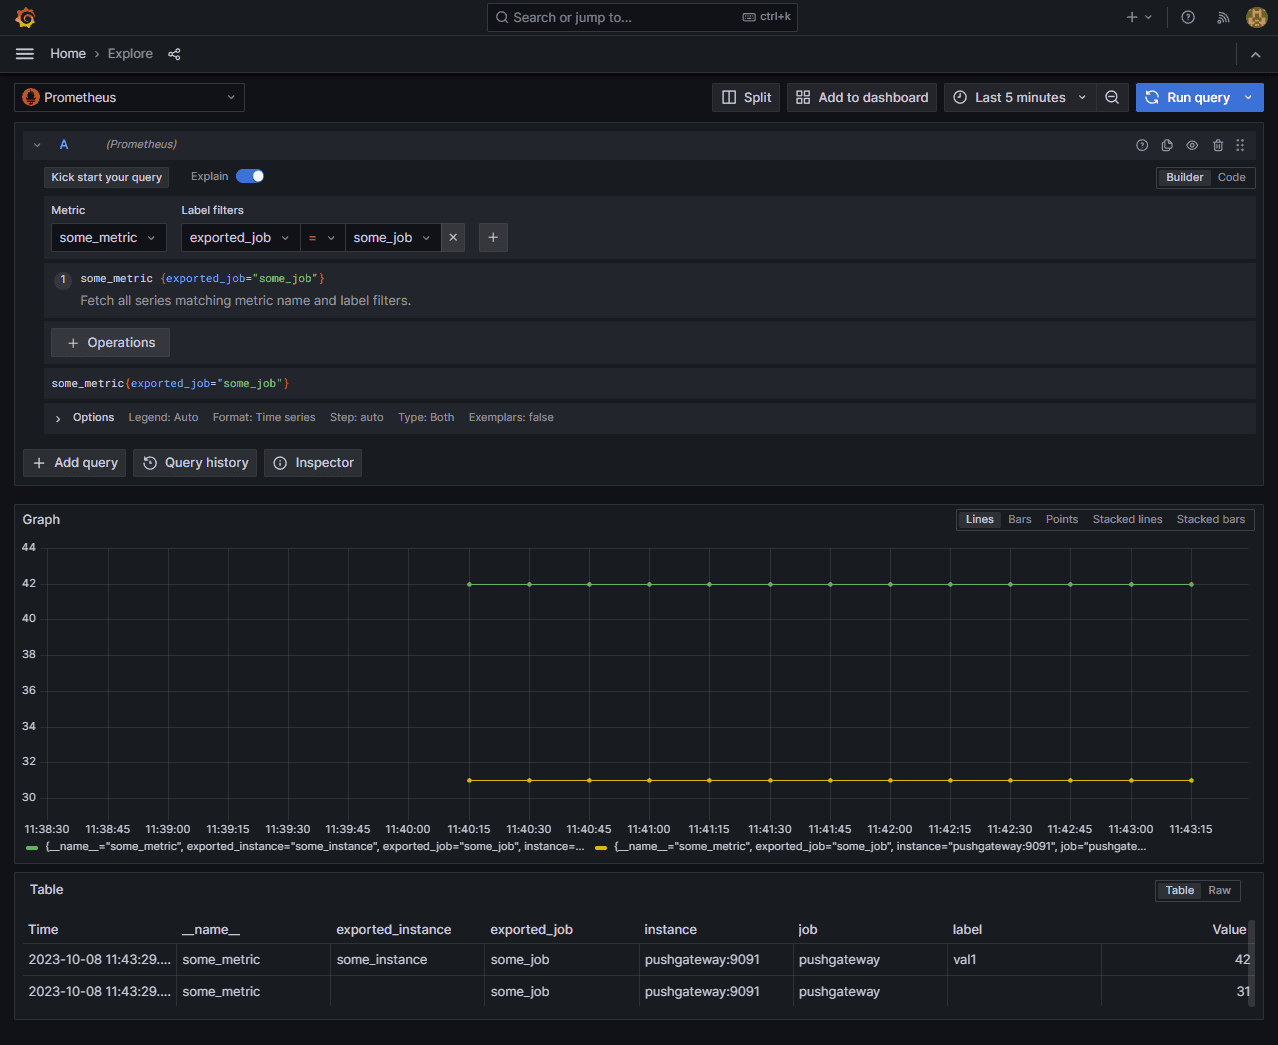 Search or jump to... ctrl+k
Home › Explore
Prometheus Split Add to dashboard Last 5 minutes Run query
A (Prometheus)
Kick start your query Explain Builder Code
Metric Label filters
some_metric exported_job = some_job
1 some_metric {exported_job="some_job"}
Fetch all series matching metric name and label filters.
+ Operations
some_metric{exported_job="some_job"}
Options Legend: Auto Format: Time series Step: auto Type: Both Exemplars: false
+ Add query Query history Inspector
Graph Lines Bars Points Stacked lines Stacked bars
44
42
40
38
36
34
32
30
11:38:30 11:38:45 11:39:00 11:39:15 11:39:30 11:39:45 11:40:00 11:40:15 11:40:30 11:40:45 11:41:00 11:41:15 11:41:30 11:41:45 11:42:00 11:42:15 11:42:30 11:42:45 11:43:00 11:43:15
{__name__="some_metric", exported_instance="some_instance", exported_job="some_job", instance=... {__name__="some_metric", exported_job="some_job", instance="pushgateway:9091", job="pushgate...
Table Table Raw
Time __name__ exported_instance exported_job instance job label Value
2023-10-08 11:43:29.... some_metric some_instance some_job pushgateway:9091 pushgateway val1 42
2023-10-08 11:43:29.... some_metric some_job pushgateway:9091 pushgateway 31